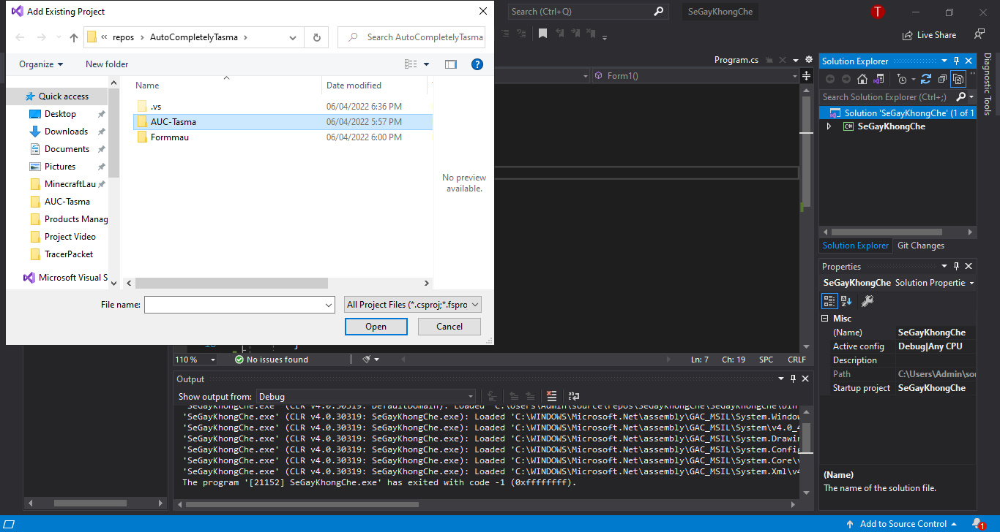 Add Existing Project
« repos › AutoCompletelyTasma ›
Search AutoCompletelyTasma
Organize
New folder
Quick access
Desktop
Downloads
Documents
Pictures
MinecraftLau
AUC-Tasma
Products Manag
Project Video
TracerPacket
Microsoft Visual S
Name
Date modified
.vs
06/04/2022 6:36 PM
AUC-Tasma
06/04/2022 5:57 PM
Formmau
06/04/2022 6:00 PM
No preview
available.
File name:
All Project Files (*.csproj;*.fspro
Open
Cancel
Search (Ctrl+Q)
SeGayKhongChe
T
Live Share
Program.cs
Form1()
Solution Explorer
Search Solution Explorer (Ctrl+;)
Solution 'SeGayKhongChe' (1 of 1
C# SeGayKhongChe
Solution Explorer
Git Changes
Diagnostic Tools
Properties
SeGayKhongChe Solution Propertie
Misc
(Name) SeGayKhongChe
Active config Debug|Any CPU
Description
Path C:\Users\Admin\sou
Startup project SeGayKhongChe
(Name)
The name of the solution file.
110 %
No issues found
Ln: 7 Ch: 19 SPC CRLF
Output
Show output from: Debug
'SeGayKhongChe.exe' (CLR v4.0.30319: DefaultDomain): Loaded 'C:\Users\Admin\source\repos\SeGayKhongChe\SeGayKhongChe\bin
'SeGayKhongChe.exe' (CLR v4.0.30319: SeGayKhongChe.exe): Loaded 'C:\WINDOWS\Microsoft.Net\assembly\GAC_MSIL\System.Window
'SeGayKhongChe.exe' (CLR v4.0.30319: SeGayKhongChe.exe): Loaded 'C:\WINDOWS\Microsoft.Net\assembly\GAC_MSIL\System\v4.0_4
'SeGayKhongChe.exe' (CLR v4.0.30319: SeGayKhongChe.exe): Loaded 'C:\WINDOWS\Microsoft.Net\assembly\GAC_MSIL\System.Drawin
'SeGayKhongChe.exe' (CLR v4.0.30319: SeGayKhongChe.exe): Loaded 'C:\WINDOWS\Microsoft.Net\assembly\GAC_MSIL\System.Config
'SeGayKhongChe.exe' (CLR v4.0.30319: SeGayKhongChe.exe): Loaded 'C:\WINDOWS\Microsoft.Net\assembly\GAC_MSIL\System.Core\v
'SeGayKhongChe.exe' (CLR v4.0.30319: SeGayKhongChe.exe): Loaded 'C:\WINDOWS\Microsoft.Net\assembly\GAC_MSIL\System.Xml\v4
The program '[21152] SeGayKhongChe.exe' has exited with code -1 (0xffffffff).
Add to Source Control
1